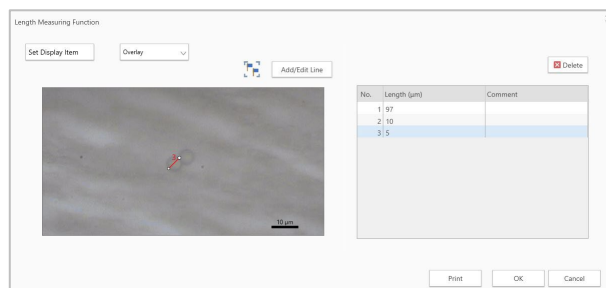 Length Measuring Function
Set Display Item
Overlay
Add/Edit Line
Delete
No. Length (μm) Comment
1 97
2 10
3 5
3
10 μm
Print OK Cancel